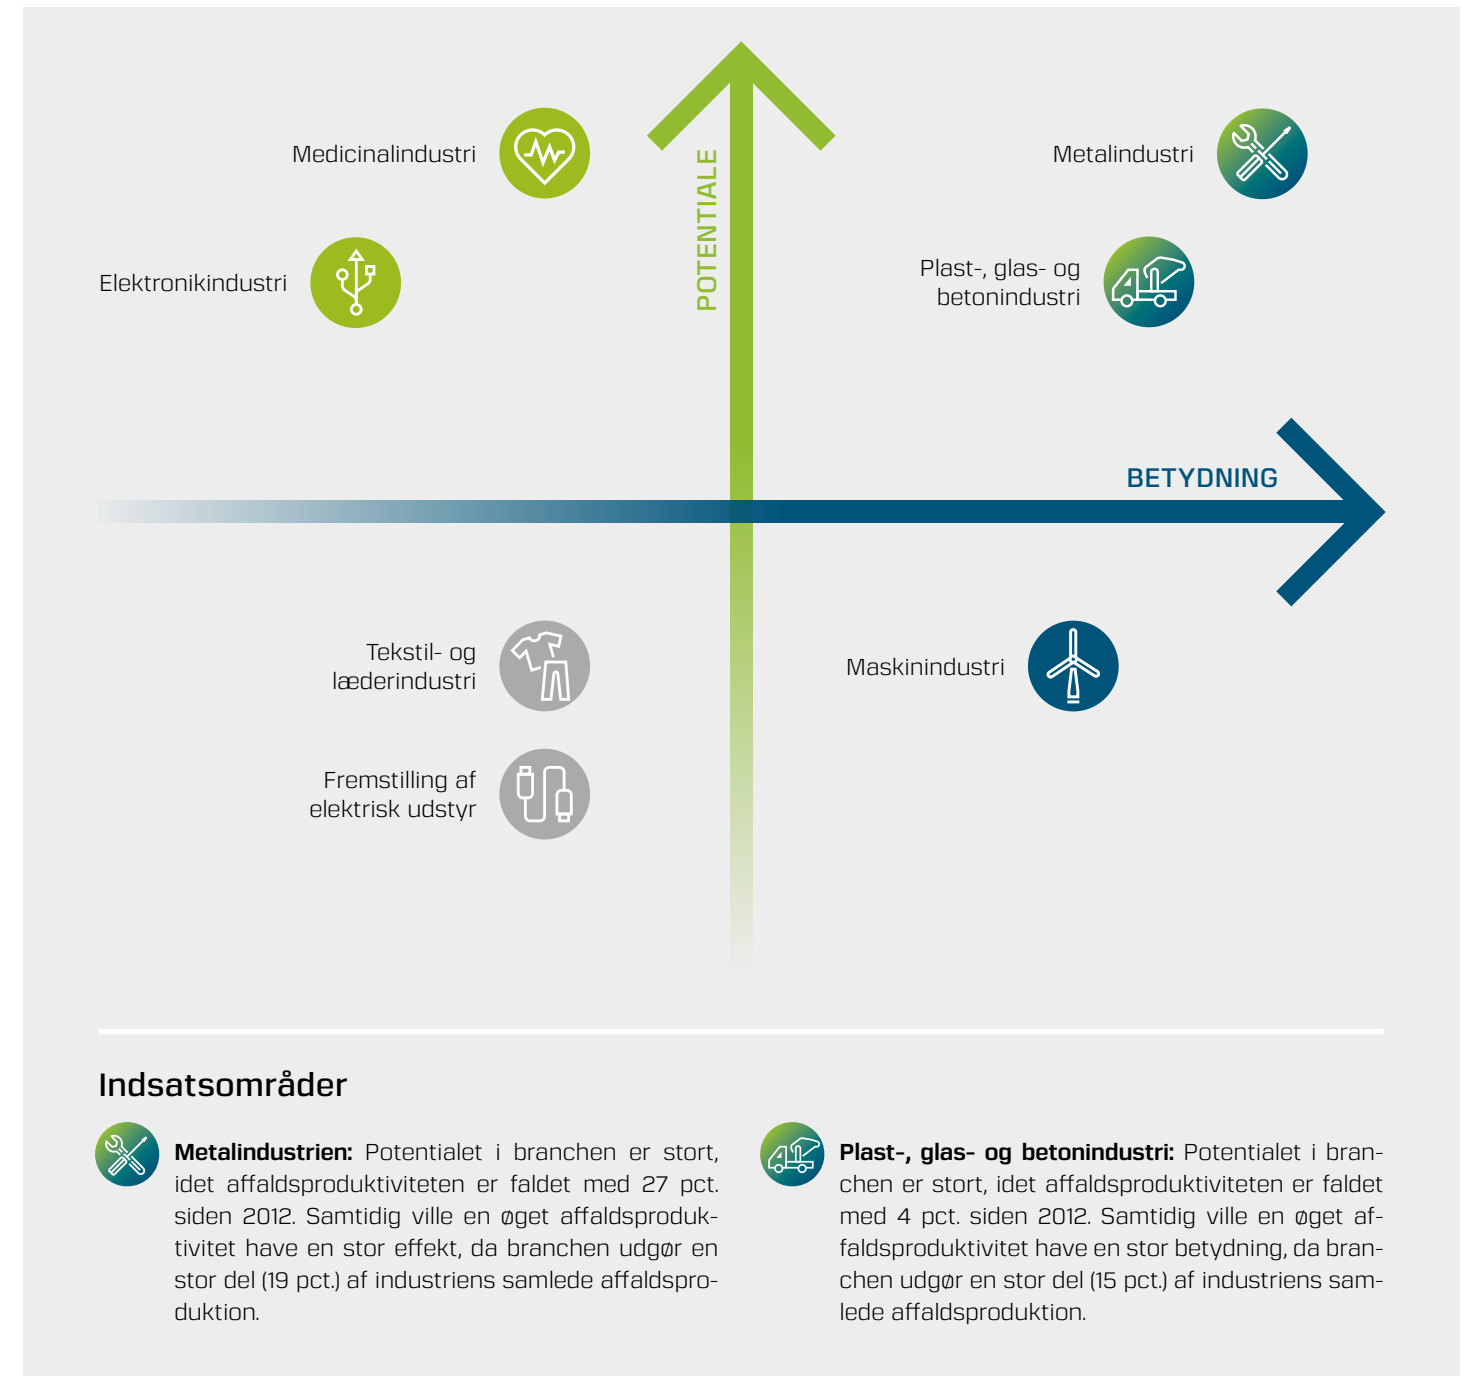 Medicinalindustri
Metalindustri
POTENTIALE
Elektronikindustri
Plast-, glas- og
betonindustri
BETYDNING
Tekstil- og
læderindustri
Maskinindustri
Fremstilling af
elektrisk udstyr
Indsatsområder
Metalindustrien: Potentialet i branchen er stort,
idet affaldsproduktiviteten er faldet med 27 pct.
siden 2012. Samtidig ville en øget affaldsproduk-
tivitet have en stor effekt, da branchen udgør en
stor del (19 pct.) af industriens samlede affaldspro-
duktion.
Plast-, glas- og betonindustri: Potentialet i bran-
chen er stort, idet affaldsproduktiviteten er faldet
med 4 pct. siden 2012. Samtidig ville en øget af-
faldsproduktivitet have en stor betydning, da bran-
chen udgør en stor del (15 pct.) af industriens sam-
lede affaldsproduktion.